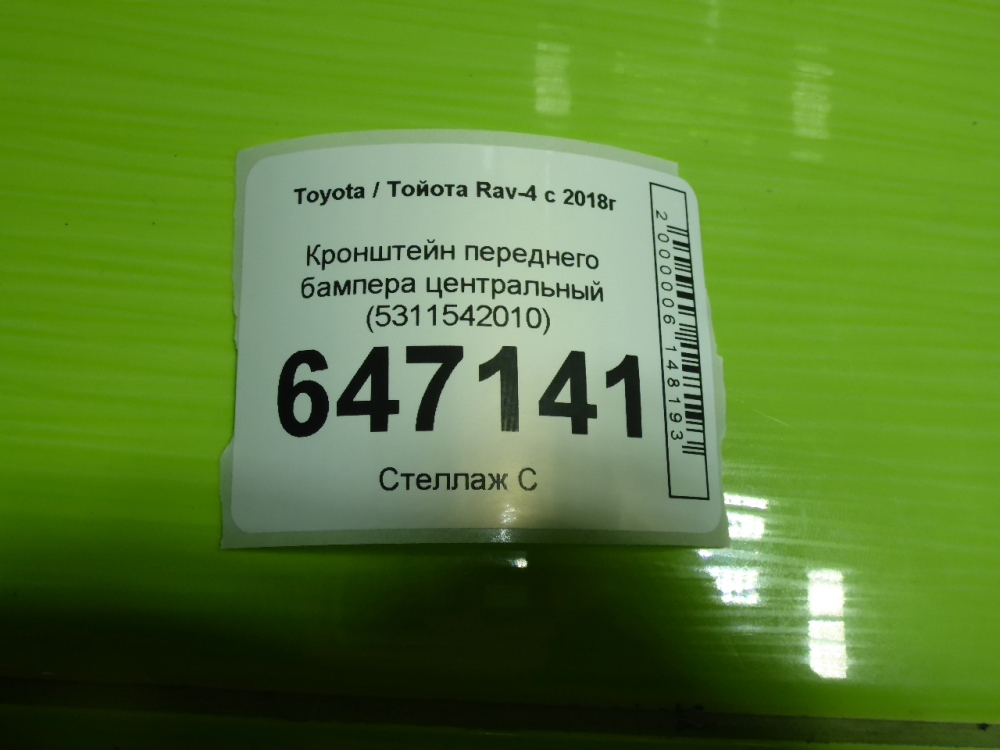 Toyota / Тойота Rav-4 с 2018г
Кронштейн переднего
бампера центральный
(5311542010)
647141
Стеллаж С
2000006148193